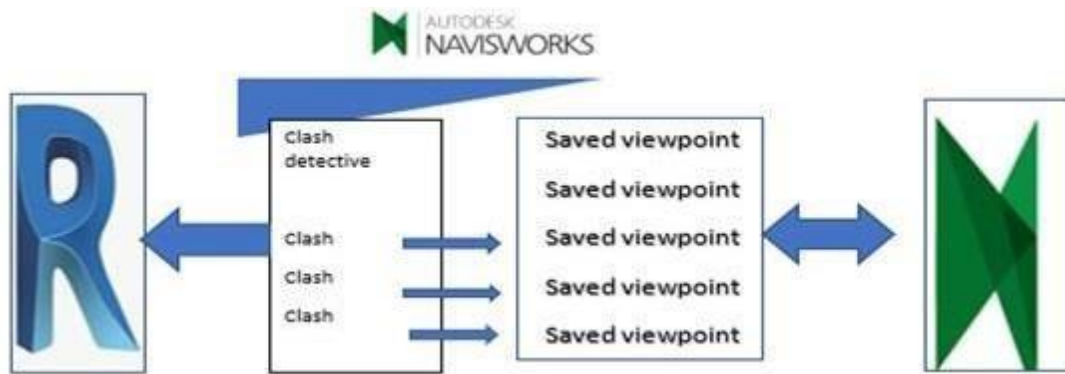 AUTODESK
NAVISWORKS
Clash
detective
Clash
Clash
Clash
Saved viewpoint
Saved viewpoint
Saved viewpoint
Saved viewpoint
Saved viewpoint